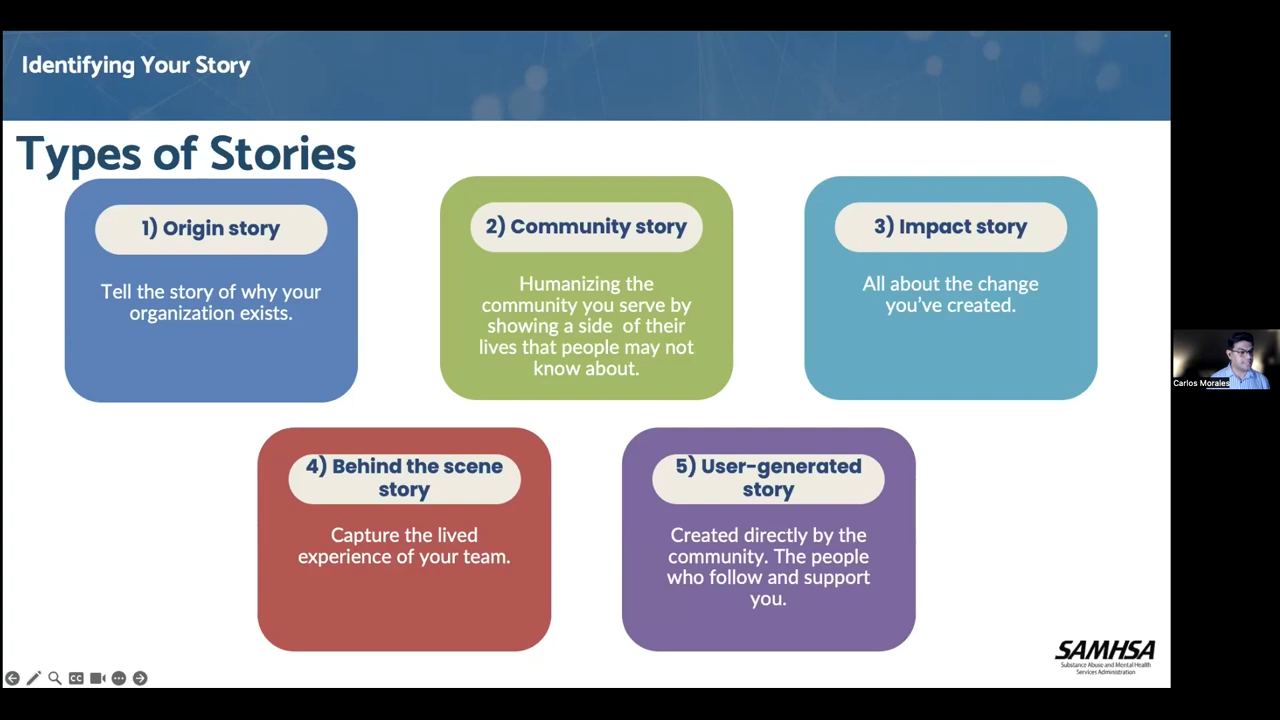 Identifying Your Story
Types of Stories
1) Origin story
Tell the story of why your
organization exists.
2) Community story
Humanizing the
community you serve by
showing a side of their
lives that people may not
know about.
3) Impact story
All about the change
you've created.
4) Behind the scene
story
Capture the lived
experience of your team.
5) User-generated
story
Created directly by the
community. The people
who follow and support
you.
SAMHSA
Substance Abuse and Mental Health
Services Administration
CC
Carlos Morales